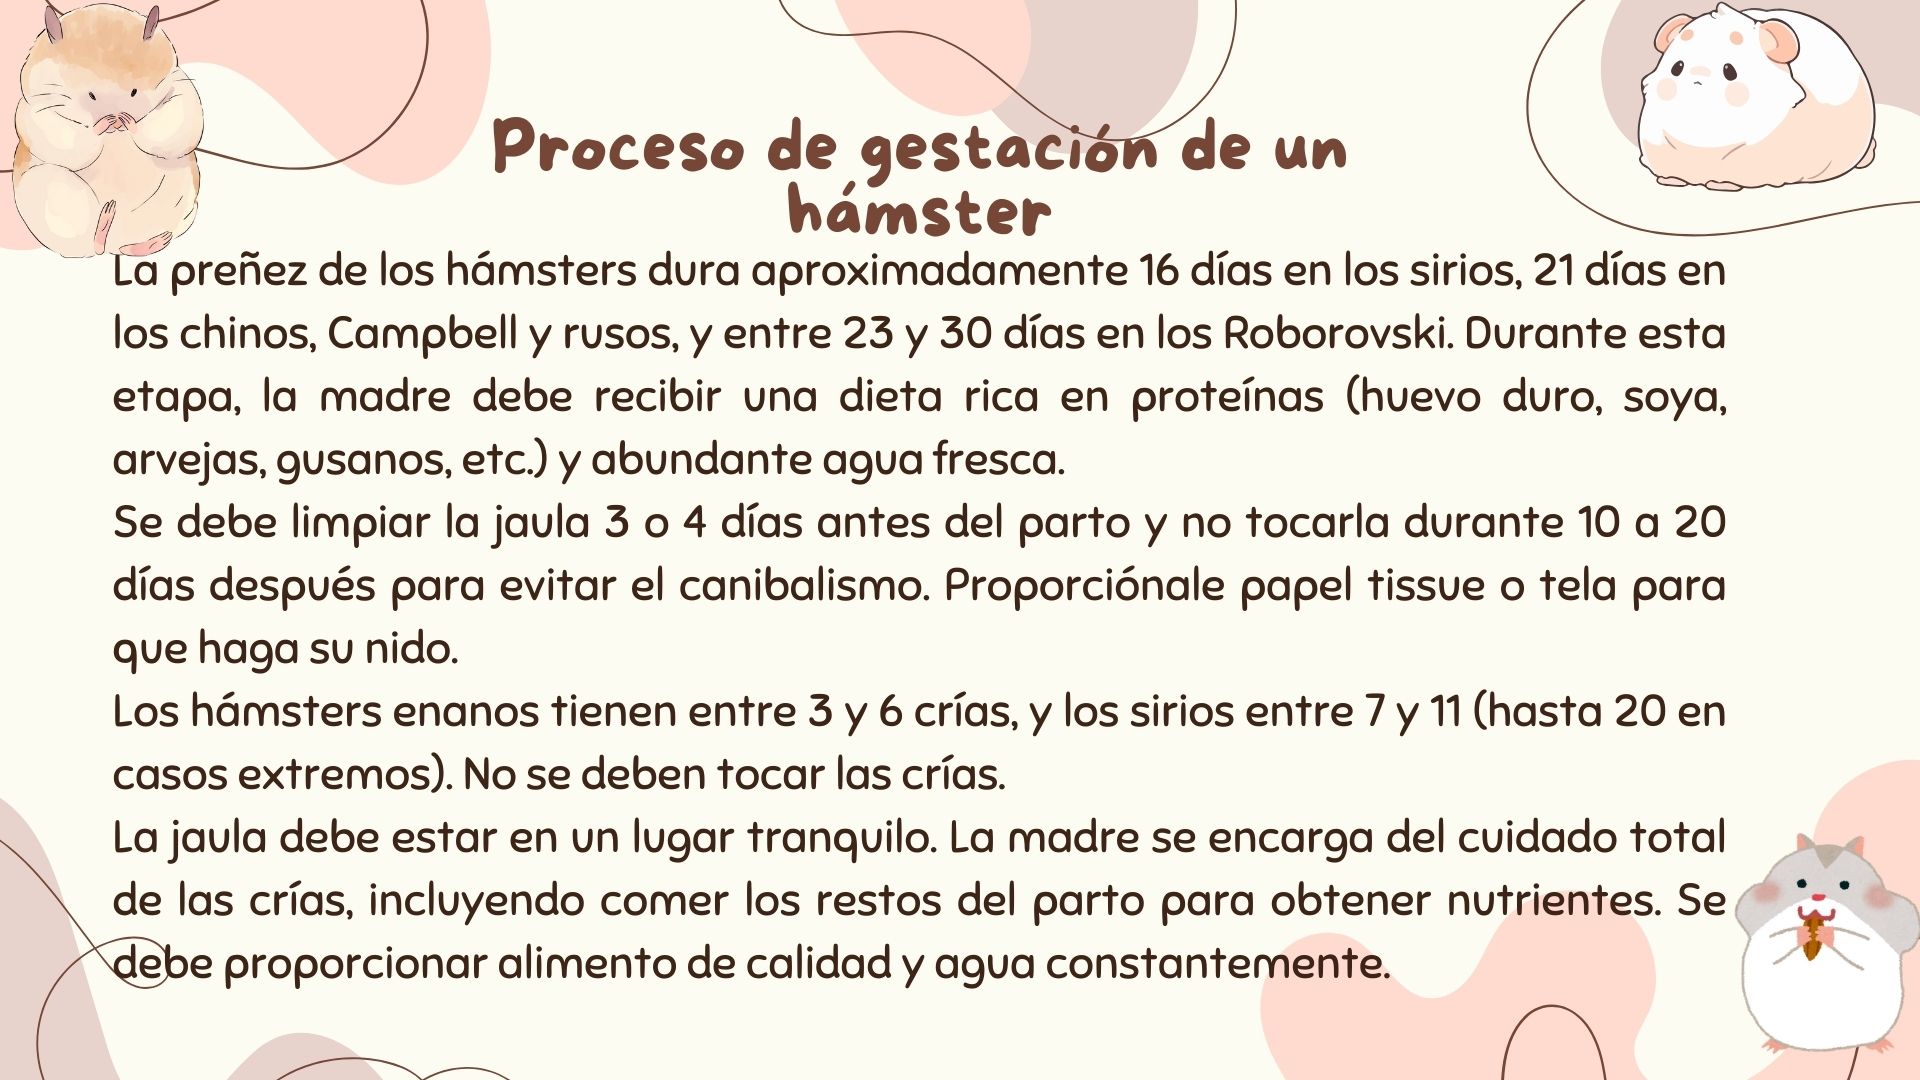 Proceso de gestación de un
hámster
La preñez de los hámsters dura aproximadamente 16 días en los sirios, 21 días en
los chinos, Campbell y rusos, y entre 23 y 30 días en los Roborovski. Durante esta
etapa, la madre debe recibir una dieta rica en proteínas (huevo duro, soya,
arvejas, gusanos, etc.) y abundante agua fresca.
Se debe limpiar la jaula 3 o 4 días antes del parto y no tocarla durante 10 a 20
días después para evitar el canibalismo. Proporciónale papel tissue o tela para
que haga su nido.
Los hámsters enanos tienen entre 3 y 6 crías, y los sirios entre 7 y 11 (hasta 20 en
casos extremos). No se deben tocar las crías.
La jaula debe estar en un lugar tranquilo. La madre se encarga del cuidado total
de las crías, incluyendo comer los restos del parto para obtener nutrientes. Se
debe proporcionar alimento de calidad y agua constantemente.